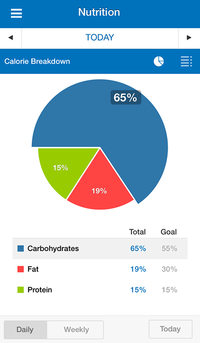 Nutrition
TODAY
Calorie Breakdown
65%
15%
19%
Total Goal
Carbohydrates 65% 55%
Fat 19% 30%
Protein 15% 15%
Daily Weekly Today